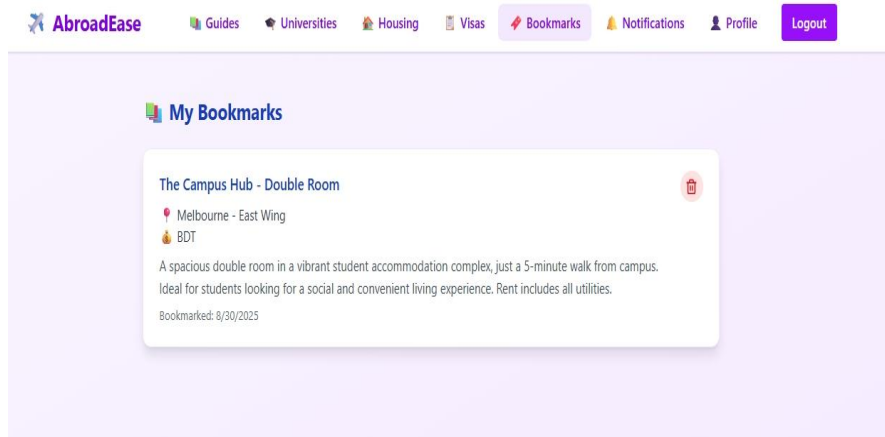 AbroadEase
Guides
Universities
Housing
Visas
Bookmarks
Notifications
Profile
Logout
My Bookmarks
The Campus Hub - Double Room
Melbourne - East Wing
BDT
A spacious double room in a vibrant student accommodation complex, just a 5-minute walk from campus.
Ideal for students looking for a social and convenient living experience. Rent includes all utilities.
Bookmarked: 8/30/2025